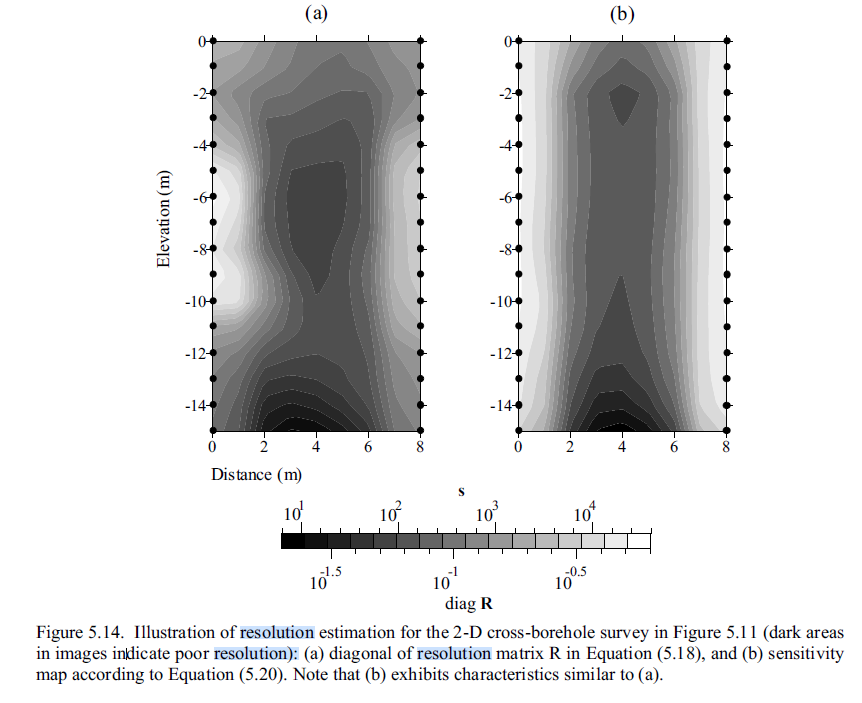 (a) (b)
0 0
-2 -2
-4 -4
-6 -6
-8 -8
-10 -10
-12 -12
-14 -14
Elevation (m)
0 2 4 6 8 0 2 4 6 8
Distance (m)
s
10^1 10^2 10^3 10^4
10^-1.5 10^-1 10^-0.5
diag R
Figure 5.14. Illustration of resolution estimation for the 2-D cross-borehole survey in Figure 5.11 (dark areas
in images indicate poor resolution): (a) diagonal of resolution matrix R in Equation (5.18), and (b) sensitivity
map according to Equation (5.20). Note that (b) exhibits characteristics similar to (a).